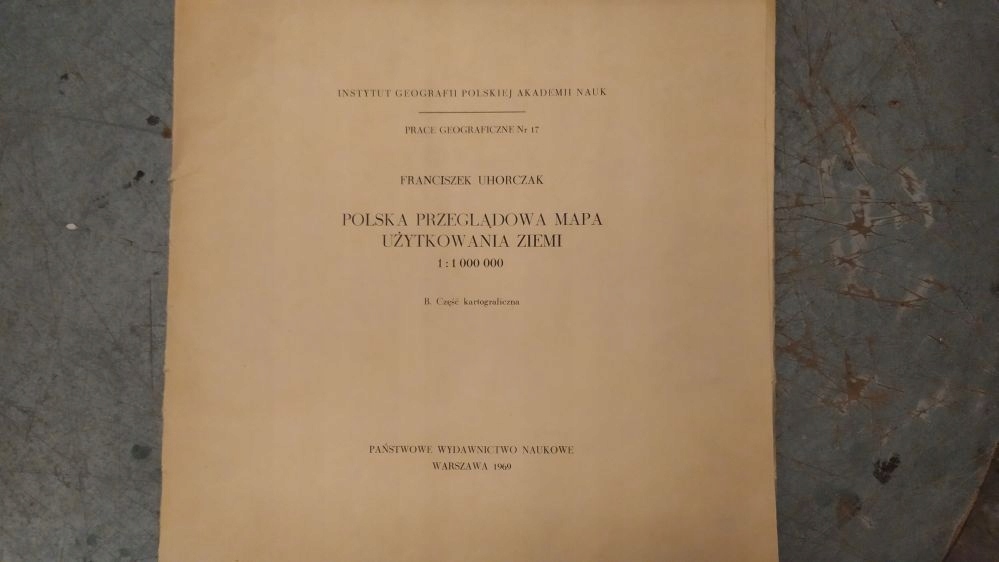 INSTYTUT GEOGRAFII POLSKIEJ AKADEMII NAUK
PRACE GEOGRAFICZNE Nr 17
FRANCISZEK UHORCZAK
POLSKA PRZEGLĄDOWA MAPA
UŻYTKOWANIA ZIEMI
1 : 1 000 000
B. Część kartograficzna
PAŃSTWOWE WYDAWNICTWO NAUKOWE
WARSZAWA 1969